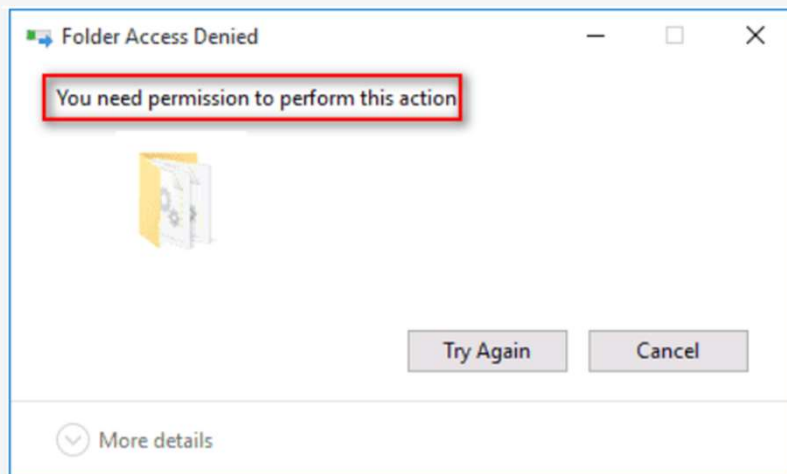 Folder Access Denied
You need permission to perform this action
Try Again
Cancel
More details